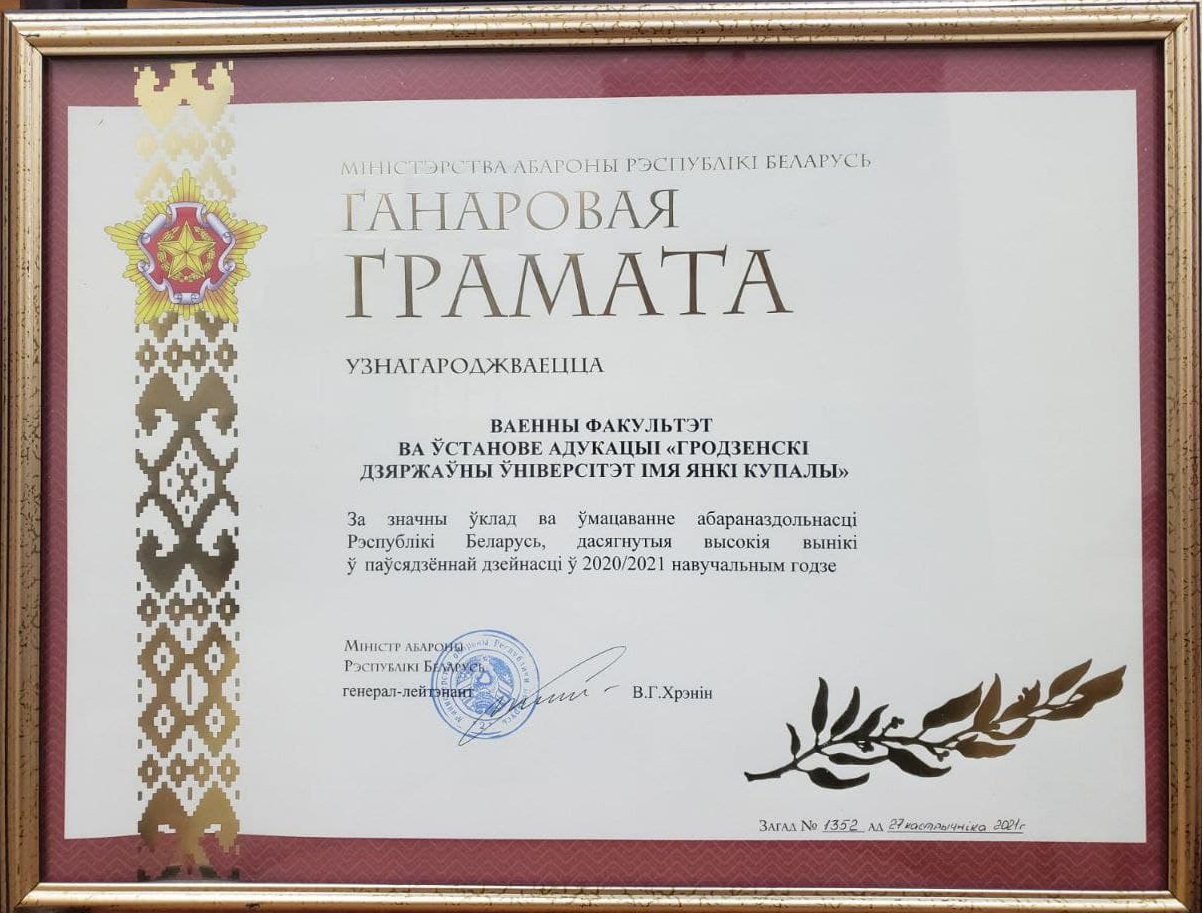 МІНІСТЭРСТВА АБАРОНЫ РЭСПУБЛІКІ БЕЛАРУСЬ
ГАНАРОВАЯ
ГРАМАТА
УЗНАГАРОДЖВАЕЦЦА
ВАЕННЫ ФАКУЛЬТЭТ
ВА ЎСТАНОВЕ АДУКАЦЫІ «ГРОДЗЕНСКІ
ДЗЯРЖАЎНЫ ЎНІВЕРСІТЭТ ІМЯ ЯНКІ КУПАЛЫ»
За значны ўклад ва ўмацаванне абараназдольнасці
Рэспублікі Беларусь, дасягнутыя высокія вынікі
ў паўсядзённай дзейнасці ў 2020/2021 навучальным годзе
МІНІСТР АБАРОНЫ
РЭСПУБЛІКІ БЕЛАРУСЬ
генерал-лейтэнант В.Г.Хрэнін
ЗАГАД № 1352 АД 27 кастрычніка 2021г